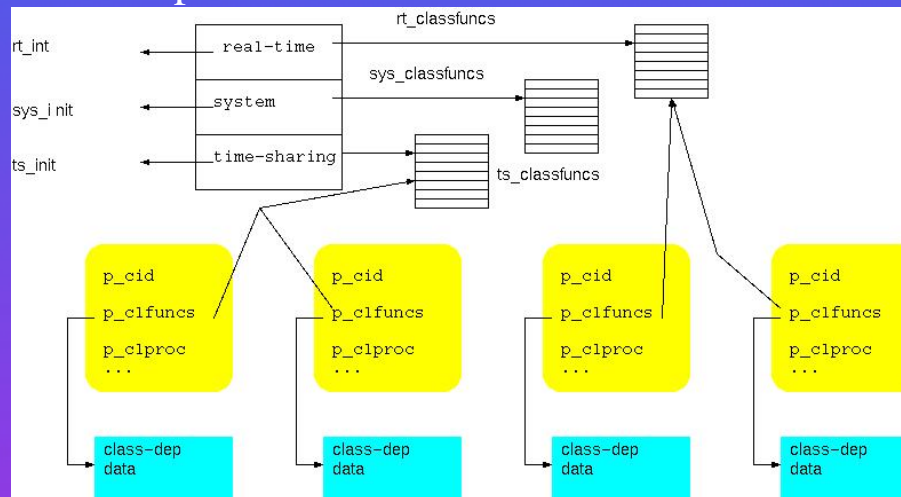 rt_classfuncs
rt_int
real-time
sys_classfuncs
sys_i nit
system
ts_init
time-sharing
ts_classfuncs
p_cid
p_clfuncs
p_clproc
...
p_cid
p_clfuncs
p_clproc
...
p_cid
p_clfuncs
p_clproc
...
p_cid
p_clfuncs
p_clproc
...
class-dep
data
class-dep
data
class-dep
data
class-dep
data